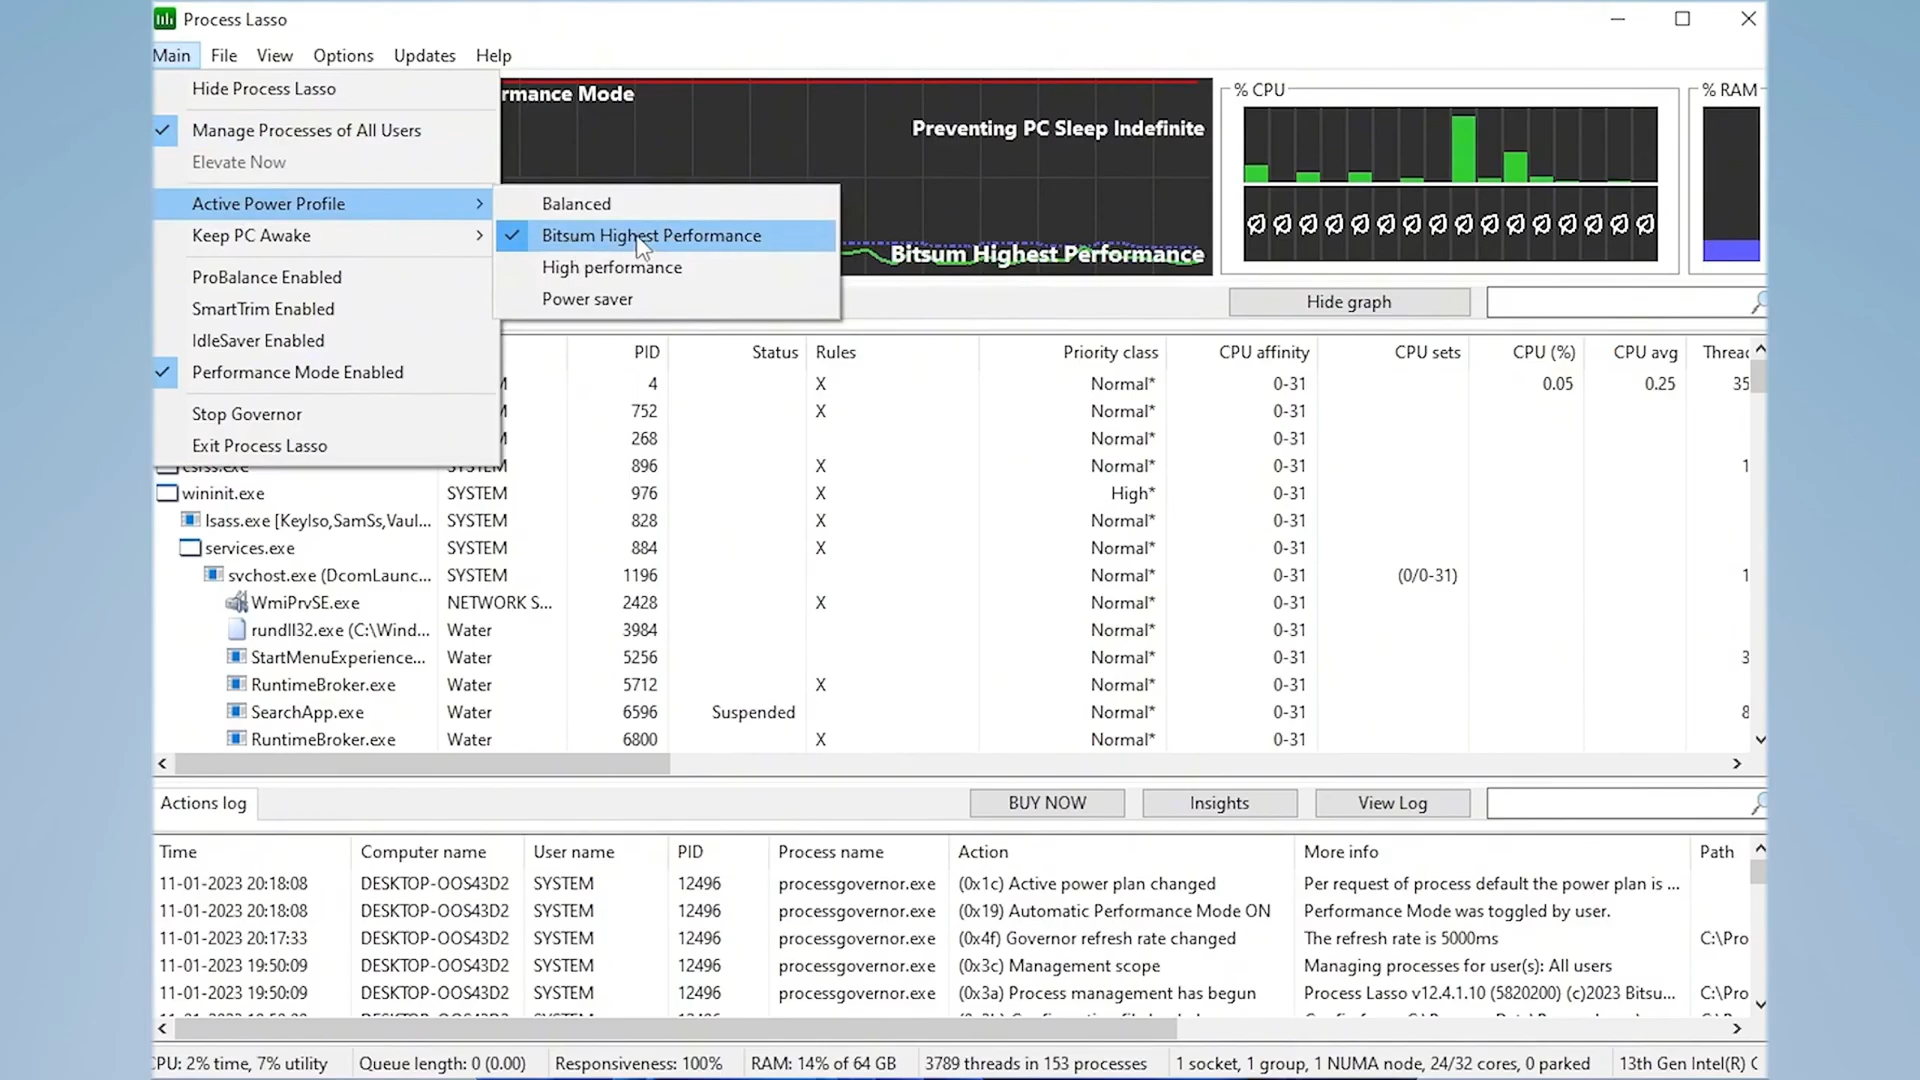 Process Lasso
Main File View Options Updates Help
Hide Process Lasso
Manage Processes of All Users
Elevate Now
Active Power Profile
Keep PC Awake
ProBalance Enabled
SmartTrim Enabled
IdleSaver Enabled
Performance Mode Enabled
Stop Governor
Exit Process Lasso
Balanced
Bitsum Highest Performance
High performance
Power saver
rmance Mode
Preventing PC Sleep Indefinite
Bitsum Highest Performance
% CPU
% RAM
Hide graph
PID Status Rules Priority class CPU affinity CPU sets CPU (%) CPU avg Threac
4 X Normal* 0-31 0.05 0.25 35
752 X Normal* 0-31
268 Normal* 0-31
csrss.exe SYSTEM 896 X Normal* 0-31 1
wininit.exe SYSTEM 976 X High* 0-31
lsass.exe [KeyIso,SamSs,Vaul... SYSTEM 828 X Normal* 0-31
services.exe SYSTEM 884 X Normal* 0-31
svchost.exe (DcomLaunc... SYSTEM 1196 Normal* 0-31 (0/0-31) 1
WmiPrvSE.exe NETWORK S... 2428 X Normal* 0-31
rundll32.exe (C:\Wind... Water 3984 Normal* 0-31
StartMenuExperience... Water 5256 Normal* 0-31 3
RuntimeBroker.exe Water 5712 X Normal* 0-31
SearchApp.exe Water 6596 Suspended Normal* 0-31 8
RuntimeBroker.exe Water 6800 X Normal* 0-31
Actions log BUY NOW Insights View Log
Time Computer name User name PID Process name Action More info Path
11-01-2023 20:18:08 DESKTOP-OOS43D2 SYSTEM 12496 processgovernor.exe (0x1c) Active power plan changed Per request of process default the power plan is ...
11-01-2023 20:18:08 DESKTOP-OOS43D2 SYSTEM 12496 processgovernor.exe (0x19) Automatic Performance Mode ON Performance Mode was toggled by user.
11-01-2023 20:17:33 DESKTOP-OOS43D2 SYSTEM 12496 processgovernor.exe (0x4f) Governor refresh rate changed The refresh rate is 5000ms C:\Pro
11-01-2023 19:50:09 DESKTOP-OOS43D2 SYSTEM 12496 processgovernor.exe (0x3c) Management scope Managing processes for user(s): All users
11-01-2023 19:50:09 DESKTOP-OOS43D2 SYSTEM 12496 processgovernor.exe (0x3a) Process management has begun Process Lasso v12.4.1.10 (5820200) (c)2023 Bitsu... C:\Pro
CPU: 2% time, 7% utility Queue length: 0 (0.00) Responsiveness: 100% RAM: 14% of 64 GB 3789 threads in 153 processes 1 socket, 1 group, 1 NUMA node, 24/32 cores, 0 parked 13th Gen Intel(R) C